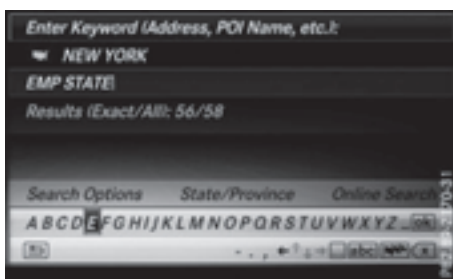 Enter Keyword (Address, POI Name, etc.):
NEW YORK
EMP STATE
Results (Exact/All): 56/58
Search Options State/Province Online Search
A B C D E F G H I J K L M N O P Q R S T U V W X Y Z _ ok
- . , abc